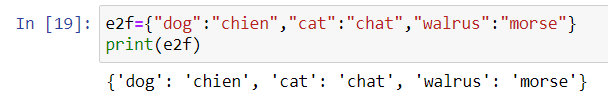 In [19]: e2f={"dog":"chien","cat":"chat","walrus":"morse"}
print(e2f)
{'dog': 'chien', 'cat': 'chat', 'walrus': 'morse'}